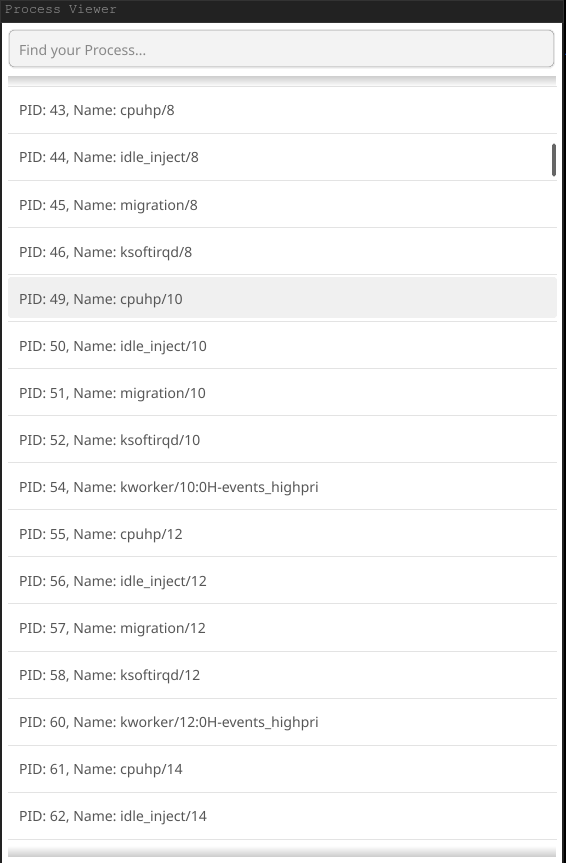 Process Viewer
Find your Process...
PID: 43, Name: cpuhp/8
PID: 44, Name: idle_inject/8
PID: 45, Name: migration/8
PID: 46, Name: ksoftirqd/8
PID: 49, Name: cpuhp/10
PID: 50, Name: idle_inject/10
PID: 51, Name: migration/10
PID: 52, Name: ksoftirqd/10
PID: 54, Name: kworker/10:0H-events_highpri
PID: 55, Name: cpuhp/12
PID: 56, Name: idle_inject/12
PID: 57, Name: migration/12
PID: 58, Name: ksoftirqd/12
PID: 60, Name: kworker/12:0H-events_highpri
PID: 61, Name: cpuhp/14
PID: 62, Name: idle_inject/14